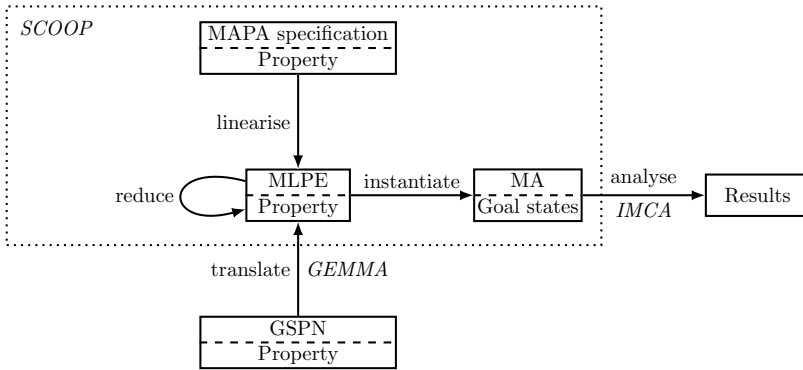 SCOOP
MAPA specification
Property
linearise
reduce
MLPE
Property
instantiate
MA
Goal states
analyse
IMCA
Results
translate
GEMMA
GSPN
Property